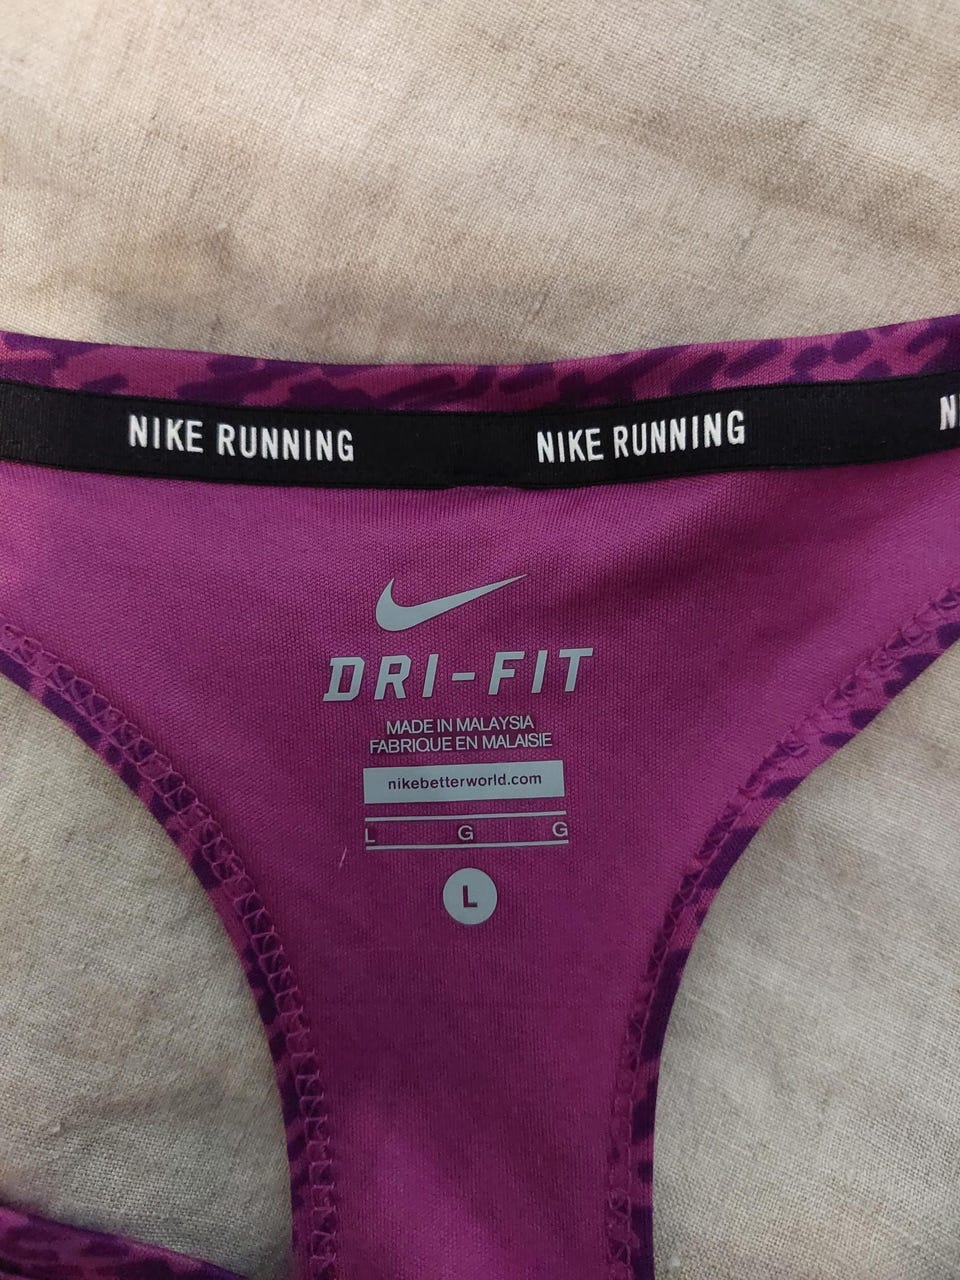 NIKE RUNNING NIKE RUNNING N
DRI-FIT
MADE IN MALAYSIA
FABRIQUE EN MALAISIE
nikebetterworld.com
L G G
L